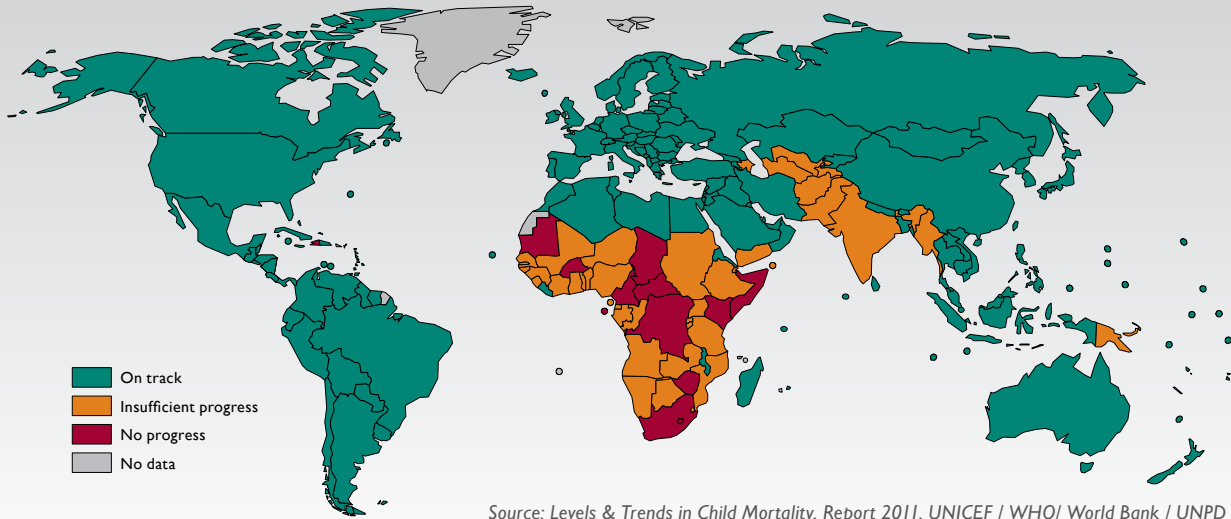 On track
Insufficient progress
No progress
No data
Source: Levels & Trends in Child Mortality. Report 2011. UNICEF / WHO/ World Bank / UNPD